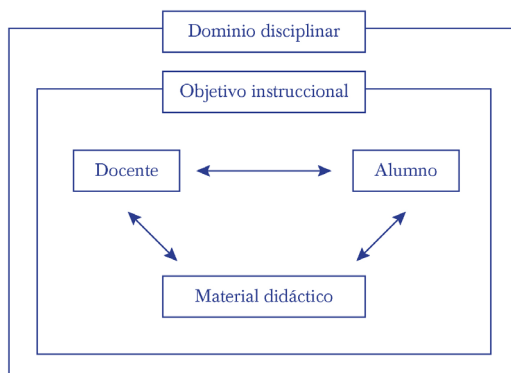 Dominio disciplinar
Objetivo instruccional
Docente
Alumno
Material didáctico